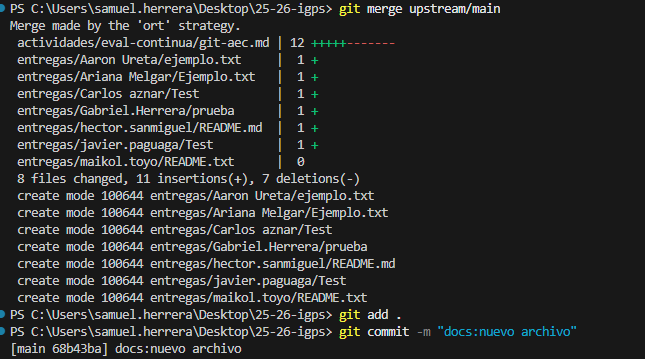 PS C:\Users\samuel.herrera\Desktop\25-26-igps> git merge upstream/main
Merge made by the 'ort' strategy.
 actividades/eval-continua/git-aec.md | 12 +++++-------
 entregas/Aaron Ureta/ejemplo.txt     |  1 +
 entregas/Ariana Melgar/Ejemplo.txt   |  1 +
 entregas/Carlos aznar/Test           |  1 +
 entregas/Gabriel.Herrera/prueba      |  1 +
 entregas/hector.sanmiguel/README.md  |  1 +
 entregas/javier.paguaga/Test         |  1 +
 entregas/maikol.toyo/README.txt      |  0
 8 files changed, 11 insertions(+), 7 deletions(-)
 create mode 100644 entregas/Aaron Ureta/ejemplo.txt
 create mode 100644 entregas/Ariana Melgar/Ejemplo.txt
 create mode 100644 entregas/Carlos aznar/Test
 create mode 100644 entregas/Gabriel.Herrera/prueba
 create mode 100644 entregas/hector.sanmiguel/README.md
 create mode 100644 entregas/javier.paguaga/Test
 create mode 100644 entregas/maikol.toyo/README.txt
PS C:\Users\samuel.herrera\Desktop\25-26-igps> git add .
PS C:\Users\samuel.herrera\Desktop\25-26-igps> git commit -m "docs:nuevo archivo"
[main 68b43ba] docs:nuevo archivo